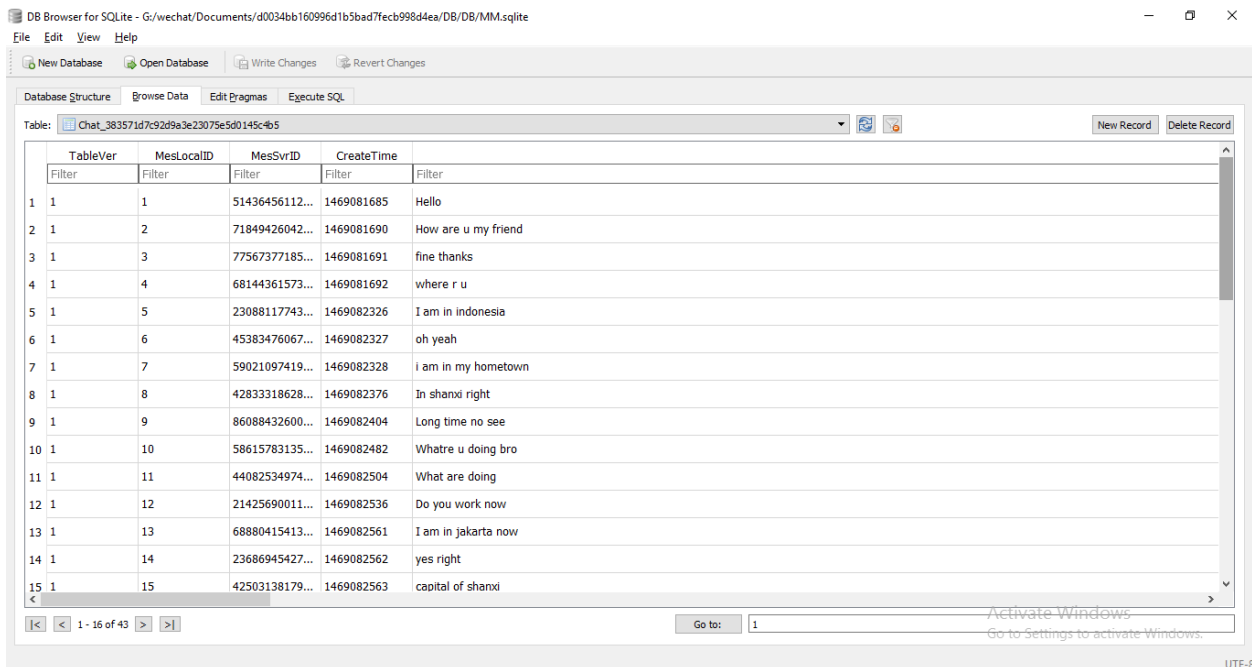 DB Browser for SQLite - G:/wechat/Documents/d0034bb160996d1b5bad7fecb998d4ea/DB/DB/MM.sqlite
File Edit View Help
New Database Open Database Write Changes Revert Changes
Database Structure Browse Data Edit Pragmas Execute SQL
Table: Chat_383571d7c92d9a3e23075e5d0145c4b5 New Record Delete Record
TableVer MesLocalID MesSvrID CreateTime
Filter Filter Filter Filter Filter
1 1 1 51436456112... 1469081685 Hello
2 1 2 71849426042... 1469081690 How are u my friend
3 1 3 77567377185... 1469081691 fine thanks
4 1 4 68144361573... 1469081692 where r u
5 1 5 23088117743... 1469082326 I am in indonesia
6 1 6 45383476067... 1469082327 oh yeah
7 1 7 59021097419... 1469082328 i am in my hometown
8 1 8 42833318628... 1469082376 In shanxi right
9 1 9 86088432600... 1469082404 Long time no see
10 1 10 58615783135... 1469082482 Whatre u doing bro
11 1 11 44082534974... 1469082504 What are doing
12 1 12 21425690011... 1469082536 Do you work now
13 1 13 68880415413... 1469082561 I am in jakarta now
14 1 14 23686945427... 1469082562 yes right
15 1 15 42503138179... 1469082563 capital of shanxi
|< < 1 - 16 of 43 > >| Go to: 1
Activate Windows
Go to Settings to activate Windows.
UTF-8